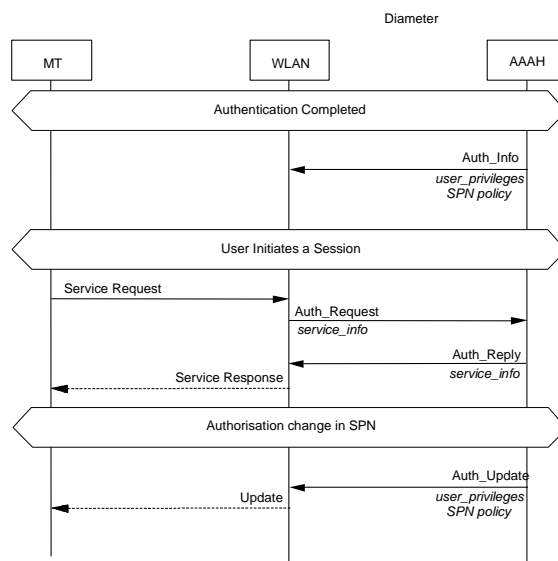 Diameter
MT
WLAN
AAAH
Authentication Completed
Auth_Info
user_privileges
SPN policy
User Initiates a Session
Service Request
Auth_Request
service_info
Auth_Reply
Service Response
service_info
Authorisation change in SPN
Auth_Update
Update
user_privileges
SPN policy